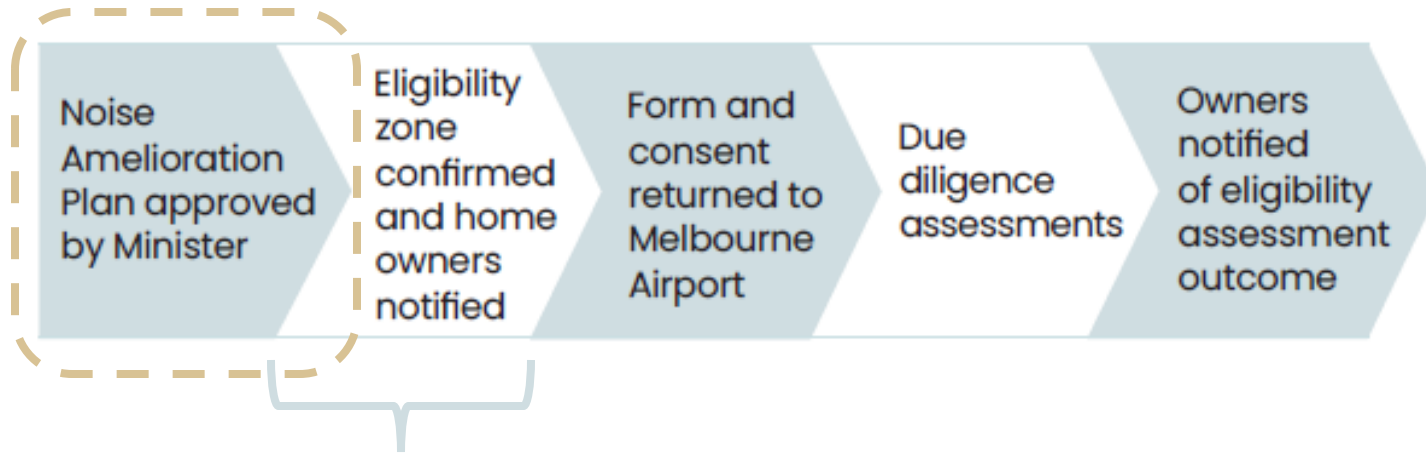 Noise
Amelioration
Plan approved
by Minister
Eligibility
zone
confirmed
and home
owners
notified
Form and
consent
returned to
Melbourne
Airport
Due
diligence
assessments
Owners
notified
of eligibility
assessment
outcome